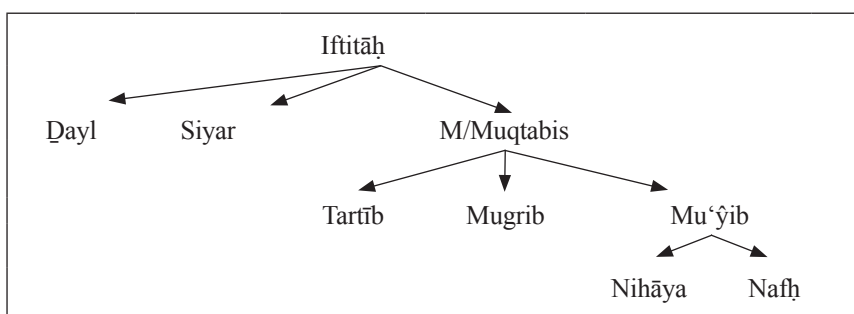 Iftitāḥ
Ḏayl Siyar M/Muqtabis
Tartīb Mugrib Mu‘ŷib
Nihāya Nafḥ